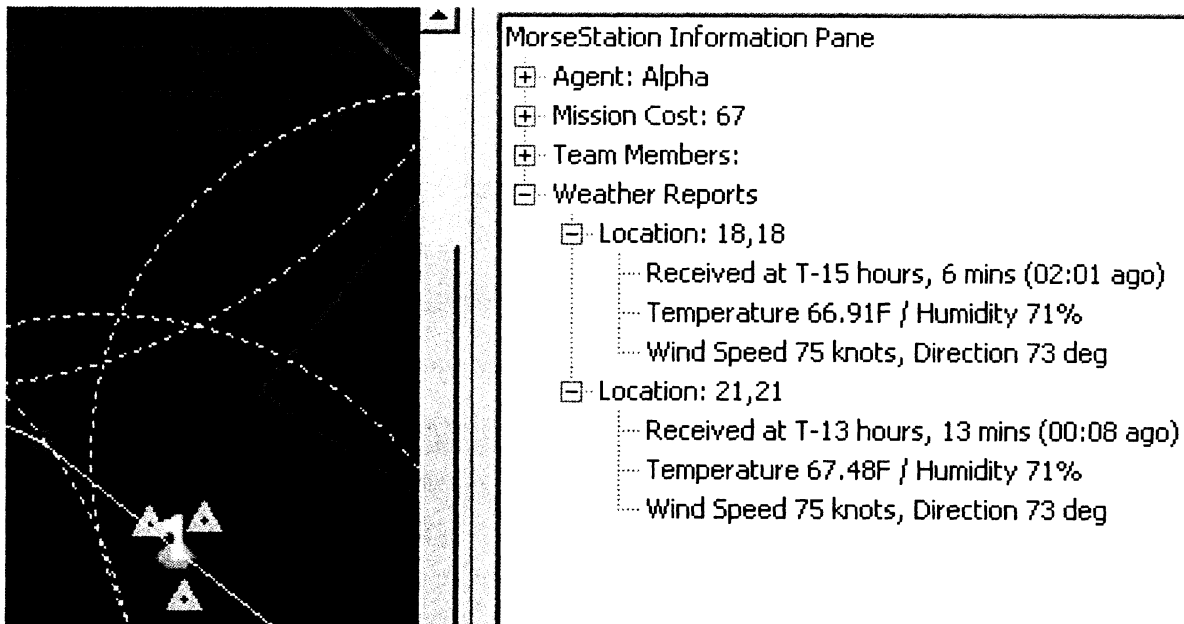 MorseStation Information Pane
Agent: Alpha
Mission Cost: 67
Team Members:
Weather Reports
Location: 18,18
Received at T-15 hours, 6 mins (02:01 ago)
Temperature 66.91F / Humidity 71%
Wind Speed 75 knots, Direction 73 deg
Location: 21,21
Received at T-13 hours, 13 mins (00:08 ago)
Temperature 67.48F / Humidity 71%
Wind Speed 75 knots, Direction 73 deg